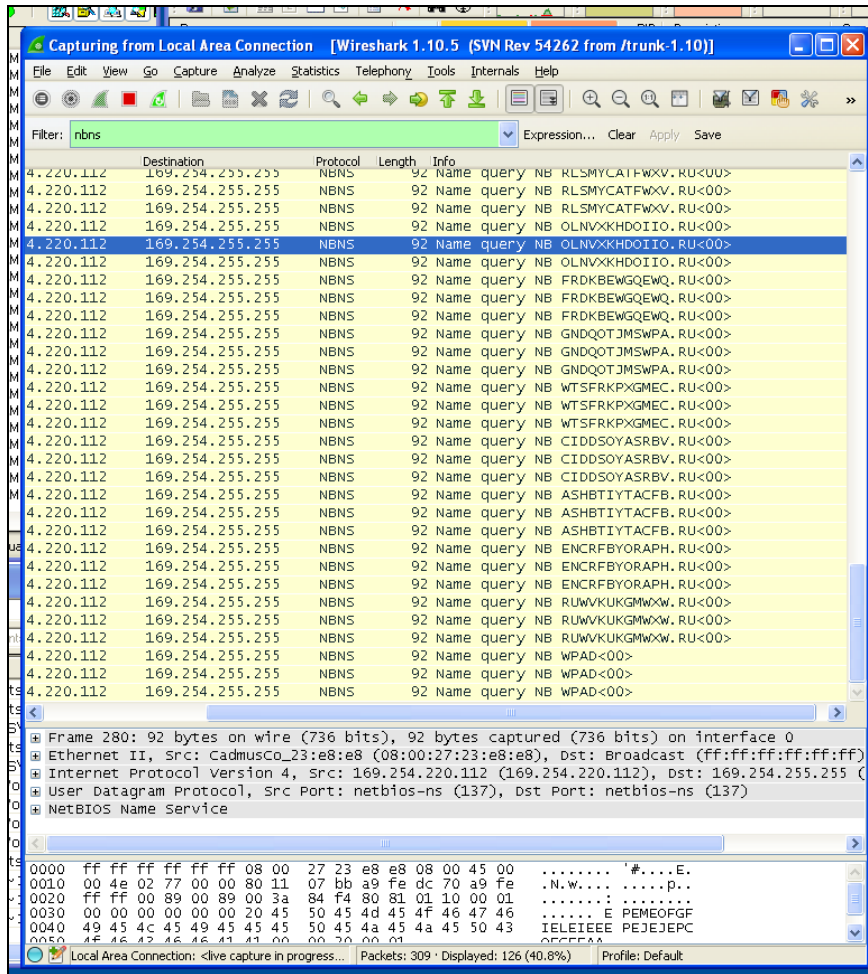 Capturing from Local Area Connection [Wireshark 1.10.5 (SVN Rev 54262 from /trunk-1.10)]
File Edit View Go Capture Analyze Statistics Telephony Tools Internals Help
Filter: nbns Expression... Clear Apply Save
Destination Protocol Length Info
4.220.112 169.254.255.255 NBNS 92 Name query NB RLSMYCATFWXV.RU<00>
4.220.112 169.254.255.255 NBNS 92 Name query NB RLSMYCATFWXV.RU<00>
4.220.112 169.254.255.255 NBNS 92 Name query NB RLSMYCATFWXV.RU<00>
4.220.112 169.254.255.255 NBNS 92 Name query NB OLNVXKHDOIIO.RU<00>
4.220.112 169.254.255.255 NBNS 92 Name query NB OLNVXKHDOIIO.RU<00>
4.220.112 169.254.255.255 NBNS 92 Name query NB OLNVXKHDOIIO.RU<00>
4.220.112 169.254.255.255 NBNS 92 Name query NB FRDKBEWGQEWQ.RU<00>
4.220.112 169.254.255.255 NBNS 92 Name query NB FRDKBEWGQEWQ.RU<00>
4.220.112 169.254.255.255 NBNS 92 Name query NB FRDKBEWGQEWQ.RU<00>
4.220.112 169.254.255.255 NBNS 92 Name query NB GNDQOTJMSWPA.RU<00>
4.220.112 169.254.255.255 NBNS 92 Name query NB GNDQOTJMSWPA.RU<00>
4.220.112 169.254.255.255 NBNS 92 Name query NB GNDQOTJMSWPA.RU<00>
4.220.112 169.254.255.255 NBNS 92 Name query NB WTSFRKPXGMEC.RU<00>
4.220.112 169.254.255.255 NBNS 92 Name query NB WTSFRKPXGMEC.RU<00>
4.220.112 169.254.255.255 NBNS 92 Name query NB WTSFRKPXGMEC.RU<00>
4.220.112 169.254.255.255 NBNS 92 Name query NB CIDDSOYASRBV.RU<00>
4.220.112 169.254.255.255 NBNS 92 Name query NB CIDDSOYASRBV.RU<00>
4.220.112 169.254.255.255 NBNS 92 Name query NB CIDDSOYASRBV.RU<00>
4.220.112 169.254.255.255 NBNS 92 Name query NB ASHBTIYTACFB.RU<00>
4.220.112 169.254.255.255 NBNS 92 Name query NB ASHBTIYTACFB.RU<00>
4.220.112 169.254.255.255 NBNS 92 Name query NB ASHBTIYTACFB.RU<00>
4.220.112 169.254.255.255 NBNS 92 Name query NB ENCRFBYORAPH.RU<00>
4.220.112 169.254.255.255 NBNS 92 Name query NB ENCRFBYORAPH.RU<00>
4.220.112 169.254.255.255 NBNS 92 Name query NB ENCRFBYORAPH.RU<00>
4.220.112 169.254.255.255 NBNS 92 Name query NB RUWVKUKGMWXW.RU<00>
4.220.112 169.254.255.255 NBNS 92 Name query NB RUWVKUKGMWXW.RU<00>
4.220.112 169.254.255.255 NBNS 92 Name query NB RUWVKUKGMWXW.RU<00>
4.220.112 169.254.255.255 NBNS 92 Name query NB WPAD<00>
4.220.112 169.254.255.255 NBNS 92 Name query NB WPAD<00>
4.220.112 169.254.255.255 NBNS 92 Name query NB WPAD<00>
Frame 280: 92 bytes on wire (736 bits), 92 bytes captured (736 bits) on interface 0
Ethernet II, Src: CadmusCo_23:e8:e8 (08:00:27:23:e8:e8), Dst: Broadcast (ff:ff:ff:ff:ff:ff)
Internet Protocol Version 4, Src: 169.254.220.112 (169.254.220.112), Dst: 169.254.255.255 (
User Datagram Protocol, Src Port: netbios-ns (137), Dst Port: netbios-ns (137)
NetBIOS Name Service
0000 ff ff ff ff ff ff 08 00 27 23 e8 e8 08 00 45 00 ........ '#....E.
0010 00 4e 02 77 00 00 80 11 07 bb a9 fe dc 70 a9 fe .N.w.... .....p..
0020 ff ff 00 89 00 89 00 3a 84 f4 80 81 01 10 00 01 .......: ........
0030 00 00 00 00 00 00 20 45 50 45 4d 45 4f 46 47 46 ...... E PEMEOFGF
0040 49 45 4c 45 49 45 45 45 50 45 4a 45 4a 45 50 43 IELEIEEE PEJEJEPC
Local Area Connection: <live capture in progress... Packets: 309 · Displayed: 126 (40.8%) Profile: Default